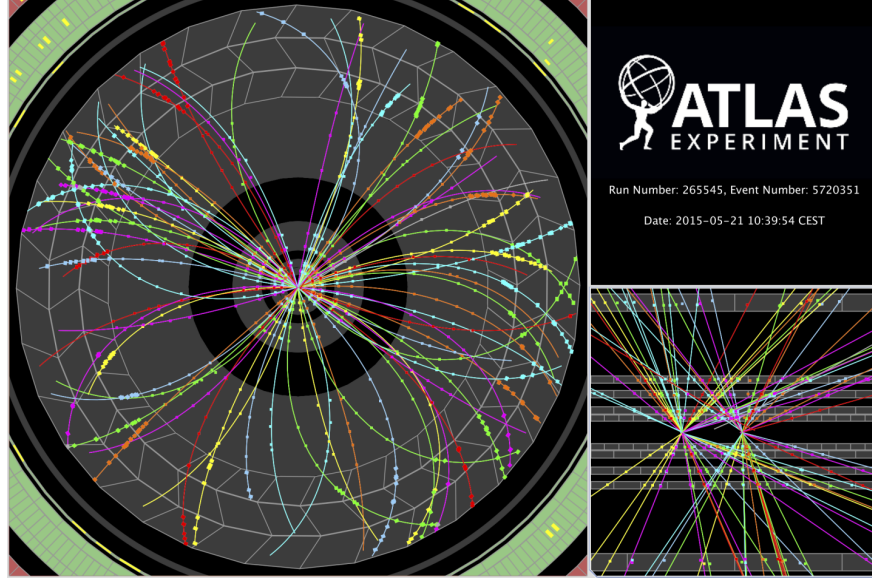 ATLAS
EXPERIMENT
Run Number: 265545, Event Number: 5720351
Date: 2015-05-21 10:39:54 CEST